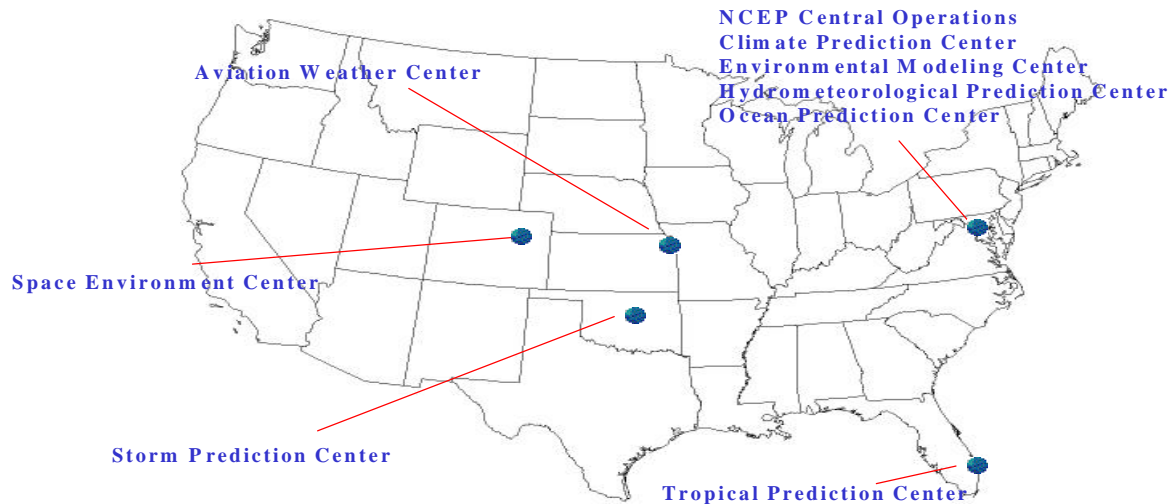 NCEP Central Operations
Climate Prediction Center
Environmental Modeling Center
Hydrometeorological Prediction Center
Ocean Prediction Center
Aviation Weather Center
Space Environment Center
Storm Prediction Center
Tropical Prediction Center